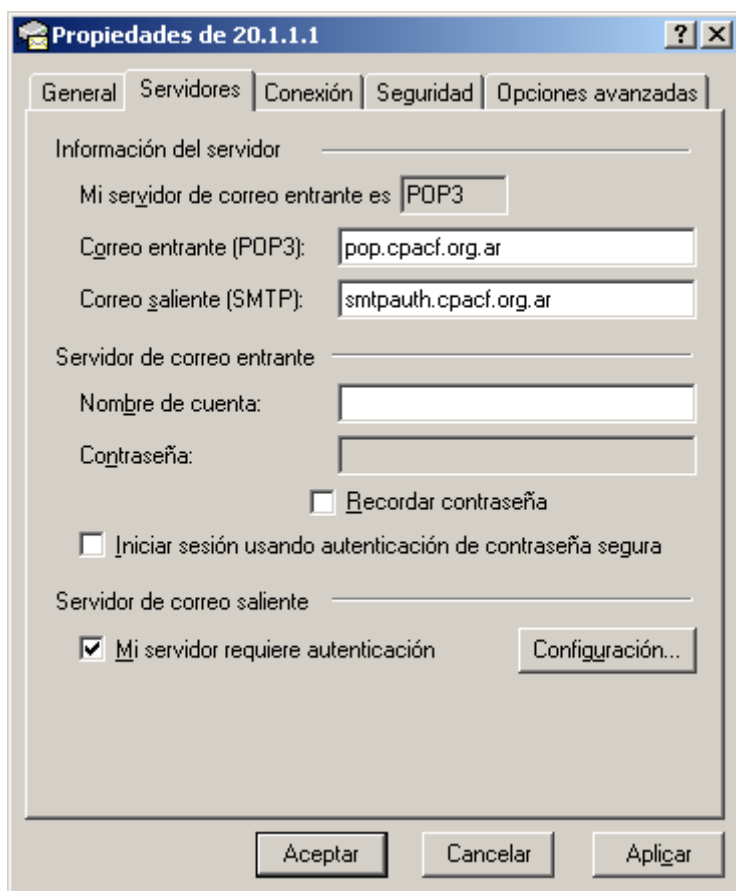 Propiedades de 20.1.1.1
General Servidores Conexión Seguridad Opciones avanzadas
Información del servidor
Mi servidor de correo entrante es POP3
Correo entrante (POP3): pop.cpacf.org.ar
Correo saliente (SMTP): smtpauth.cpacf.org.ar
Servidor de correo entrante
Nombre de cuenta:
Contraseña:
Recordar contraseña
Iniciar sesión usando autenticación de contraseña segura
Servidor de correo saliente
Mi servidor requiere autenticación Configuración...
Aceptar Cancelar Aplicar